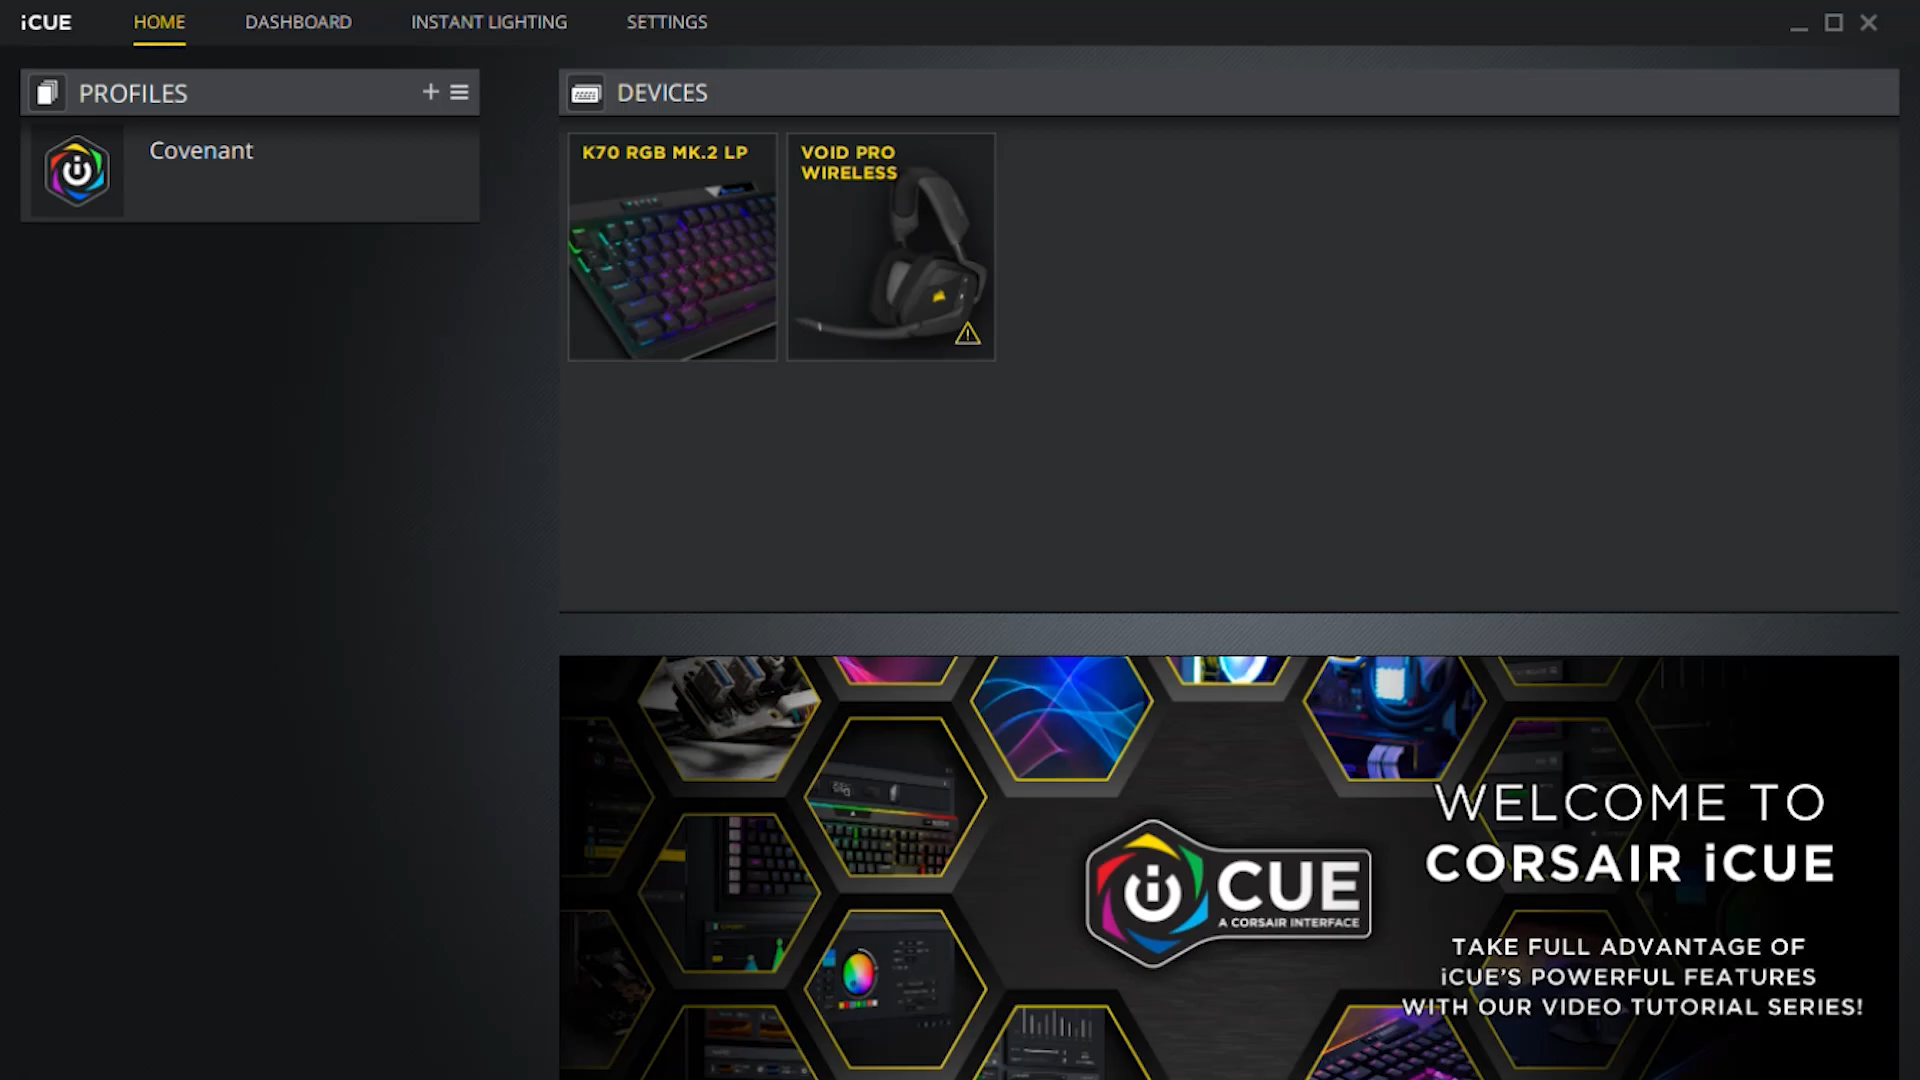 iCUE
HOME
DASHBOARD
INSTANT LIGHTING
SETTINGS
PROFILES
Covenant
DEVICES
K70 RGB MK.2 LP
VOID PRO
WIRELESS
CUE
A CORSAIR INTERFACE
WELCOME TO
CORSAIR iCUE
TAKE FULL ADVANTAGE OF
iCUE'S POWERFUL FEATURES
WITH OUR VIDEO TUTORIAL SERIES!